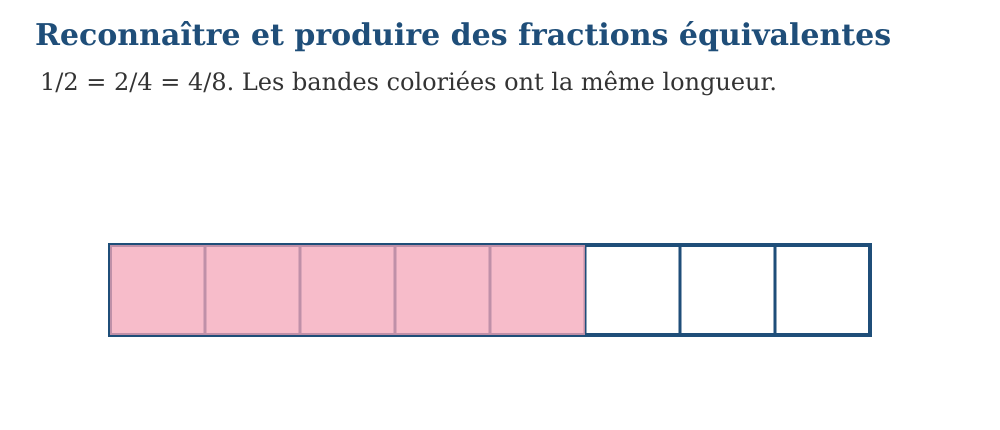 Reconnaître et produire des fractions équivalentes
1/2 = 2/4 = 4/8. Les bandes coloriées ont la même longueur.